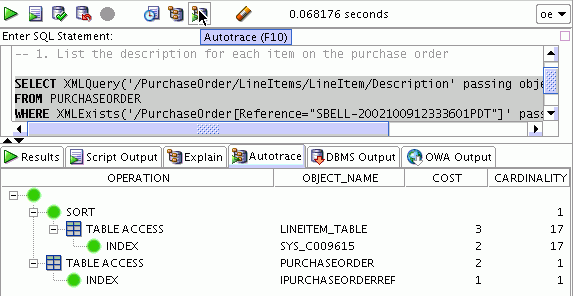 0.068176 seconds
oe
Enter SQL Statement:
Autotrace (F10)
-- 1. List the description for each item on the purchase order
SELECT XMLQuery('/PurchaseOrder/LineItems/LineItem/Description' passing obje
FROM PURCHASEORDER
WHERE XMLExists('/PurchaseOrder[Reference="SBELL-2002100912333601PDT"]' pass
Results Script Output Explain Autotrace DBMS Output OWA Output
OPERATION OBJECT_NAME COST CARDINALITY
SORT 1
TABLE ACCESS LINEITEM_TABLE 3 17
INDEX SYS_C009615 2 17
TABLE ACCESS PURCHASEORDER 2 1
INDEX IPURCHASEORDERREF 1 1